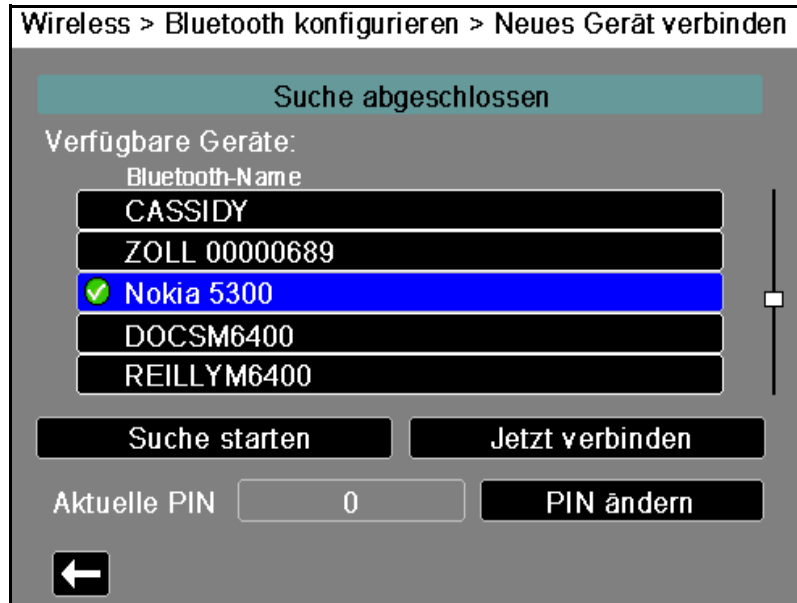 Wireless > Bluetooth konfigurieren > Neues Gerät verbinden
Suche abgeschlossen
Verfügbare Geräte:
Bluetooth-Name
CASSIDY
ZOLL 00000689
Nokia 5300
DOCSM6400
REILLYM6400
Suche starten
Jetzt verbinden
Aktuelle PIN 0 PIN ändern